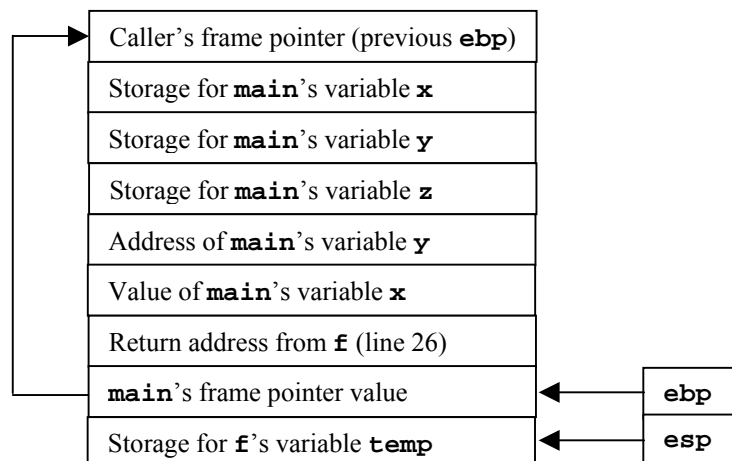 Caller’s frame pointer (previous ebp)
Storage for main’s variable x
Storage for main’s variable y
Storage for main’s variable z
Address of main’s variable y
Value of main’s variable x
Return address from f (line 26)
main’s frame pointer value
ebp
Storage for f’s variable temp
esp